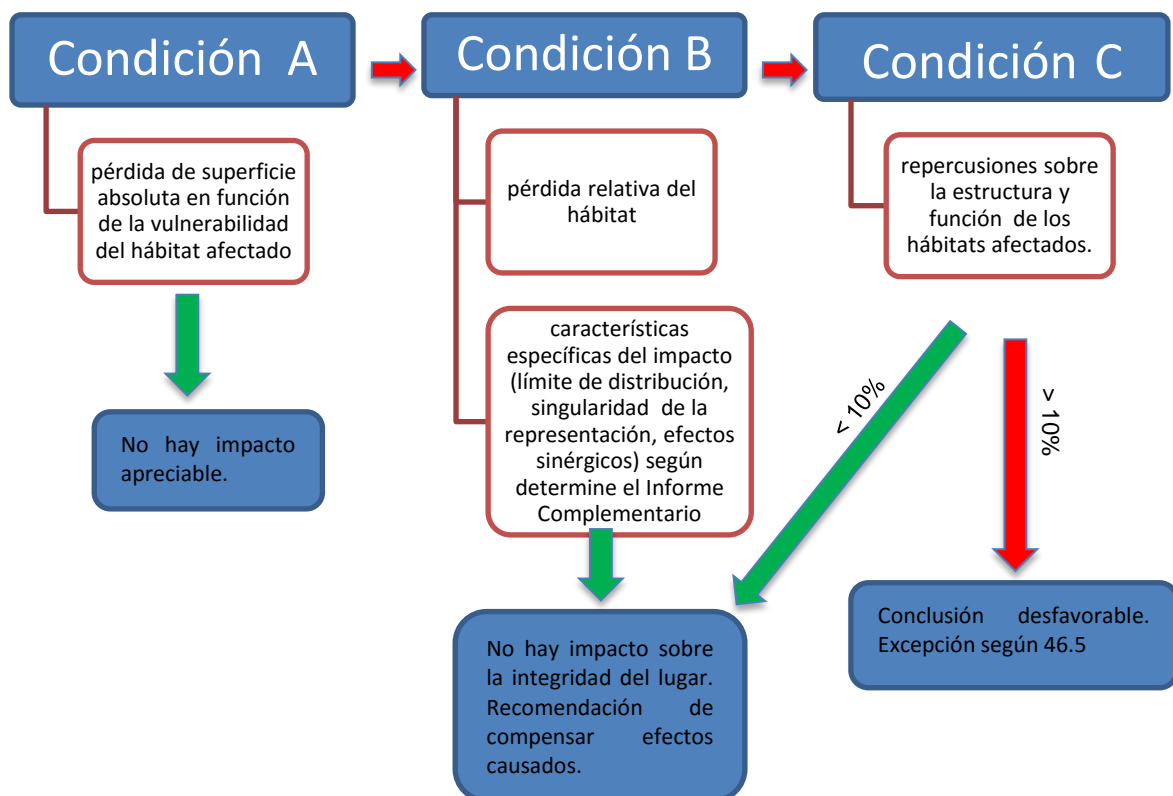 Condición A
Condición B
Condición C
pérdida de superficie
absoluta en función
de la vulnerabilidad
del hábitat afectado
pérdida relativa del
hábitat
repercusiones sobre
la estructura y
función de los
hábitats afectados.
características
específicas del impacto
(límite de distribución,
singularidad de la
representación, efectos
sinérgicos) según
determine el Informe
Complementario
< 10%
> 10%
No hay impacto
apreciable.
No hay impacto sobre
la integridad del lugar.
Recomendación de
compensar efectos
causados.
Conclusión desfavorable.
Excepción según 46.5